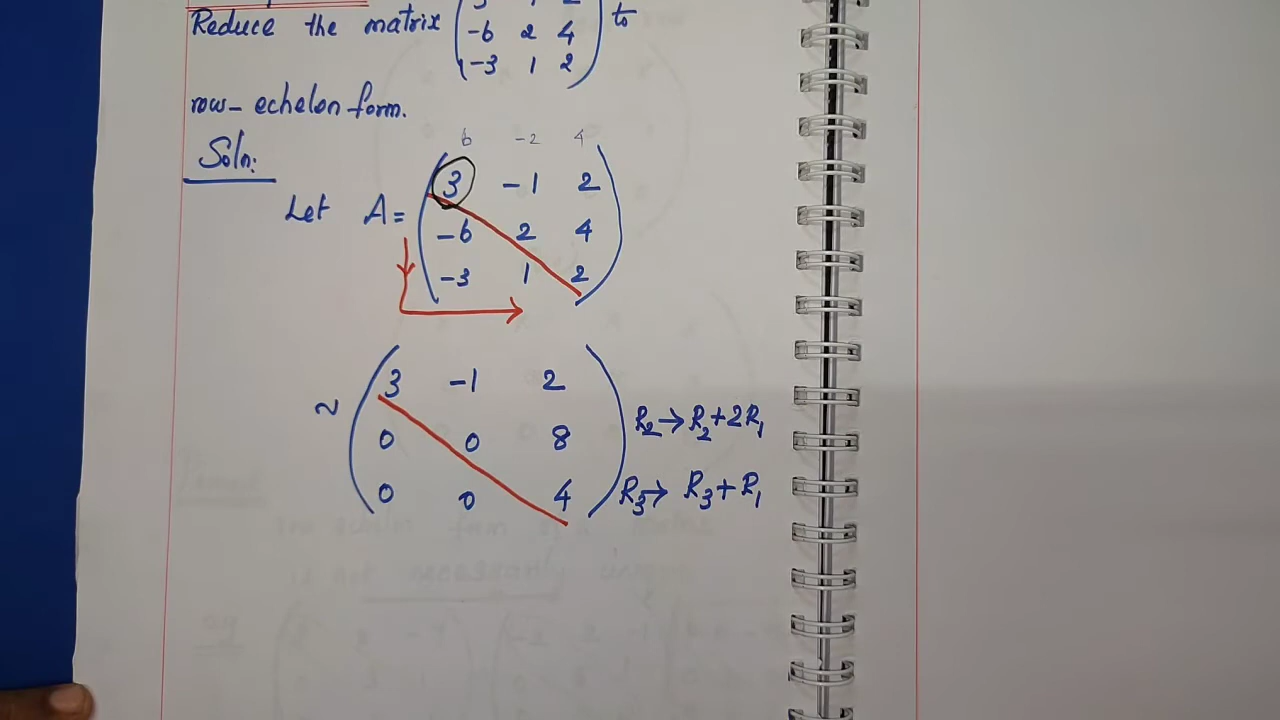 Reduce the matrix to
-6 2 4
-3 1 2
row-echelon form.
Soln:
6 -2 4
3 -1 2
Let A =
-6 2 4
-3 1 2
3 -1 2
~
0 0 8 R2→R2+2R1
0 0 4 R3→ R3+R1